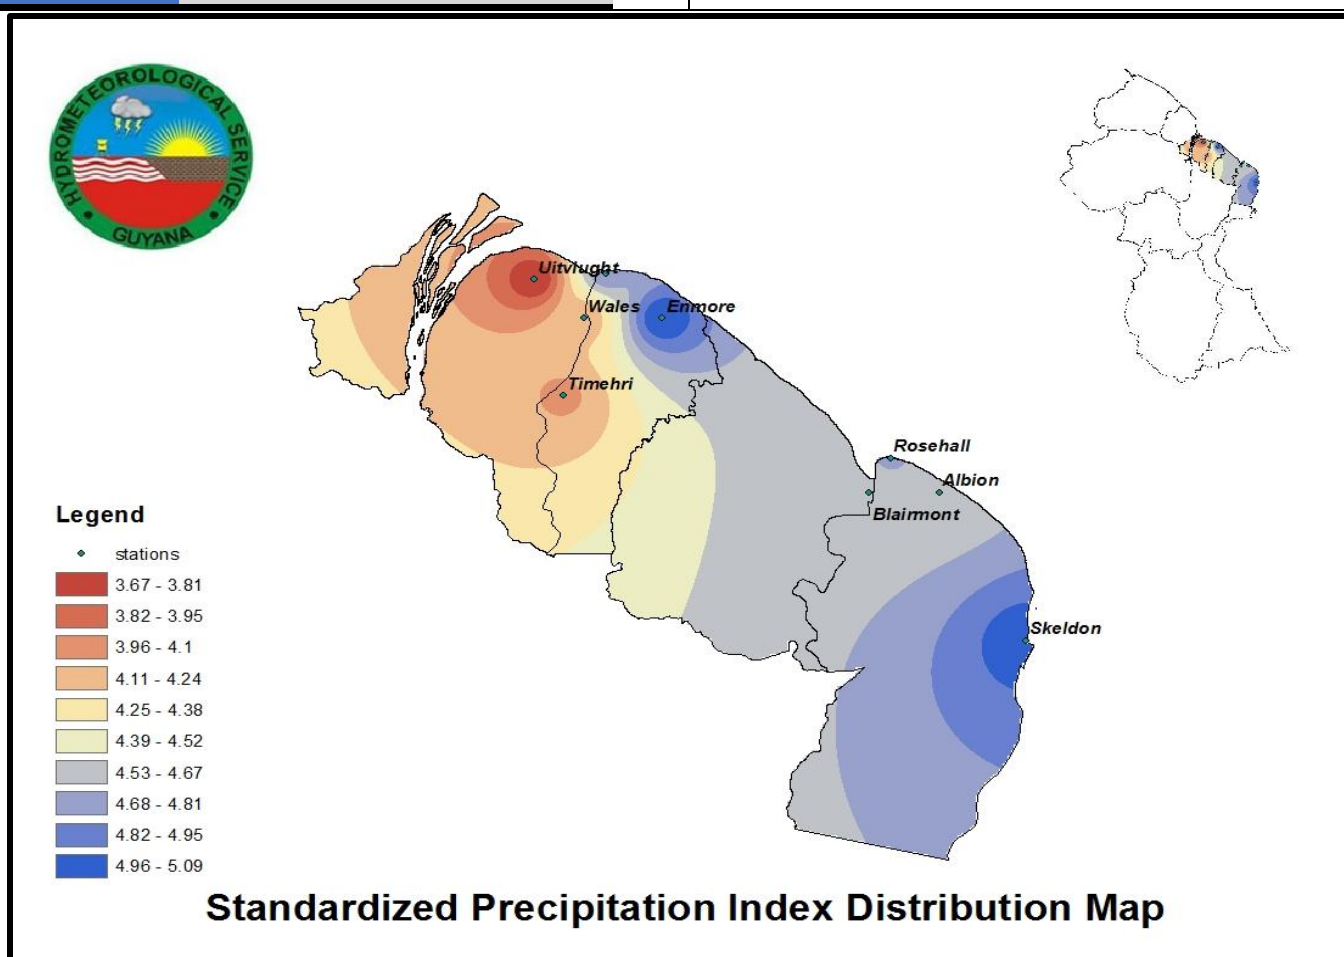 HYDROMETEOROLOGICAL SERVICE
GUYANA
Uitvlught
Wales
Enmore
Timehri
Rosehall
Albion
Blairmont
Skeldon
Legend
stations
3.67 - 3.81
3.82 - 3.95
3.96 - 4.1
4.11 - 4.24
4.25 - 4.38
4.39 - 4.52
4.53 - 4.67
4.68 - 4.81
4.82 - 4.95
4.96 - 5.09
Standardized Precipitation Index Distribution Map